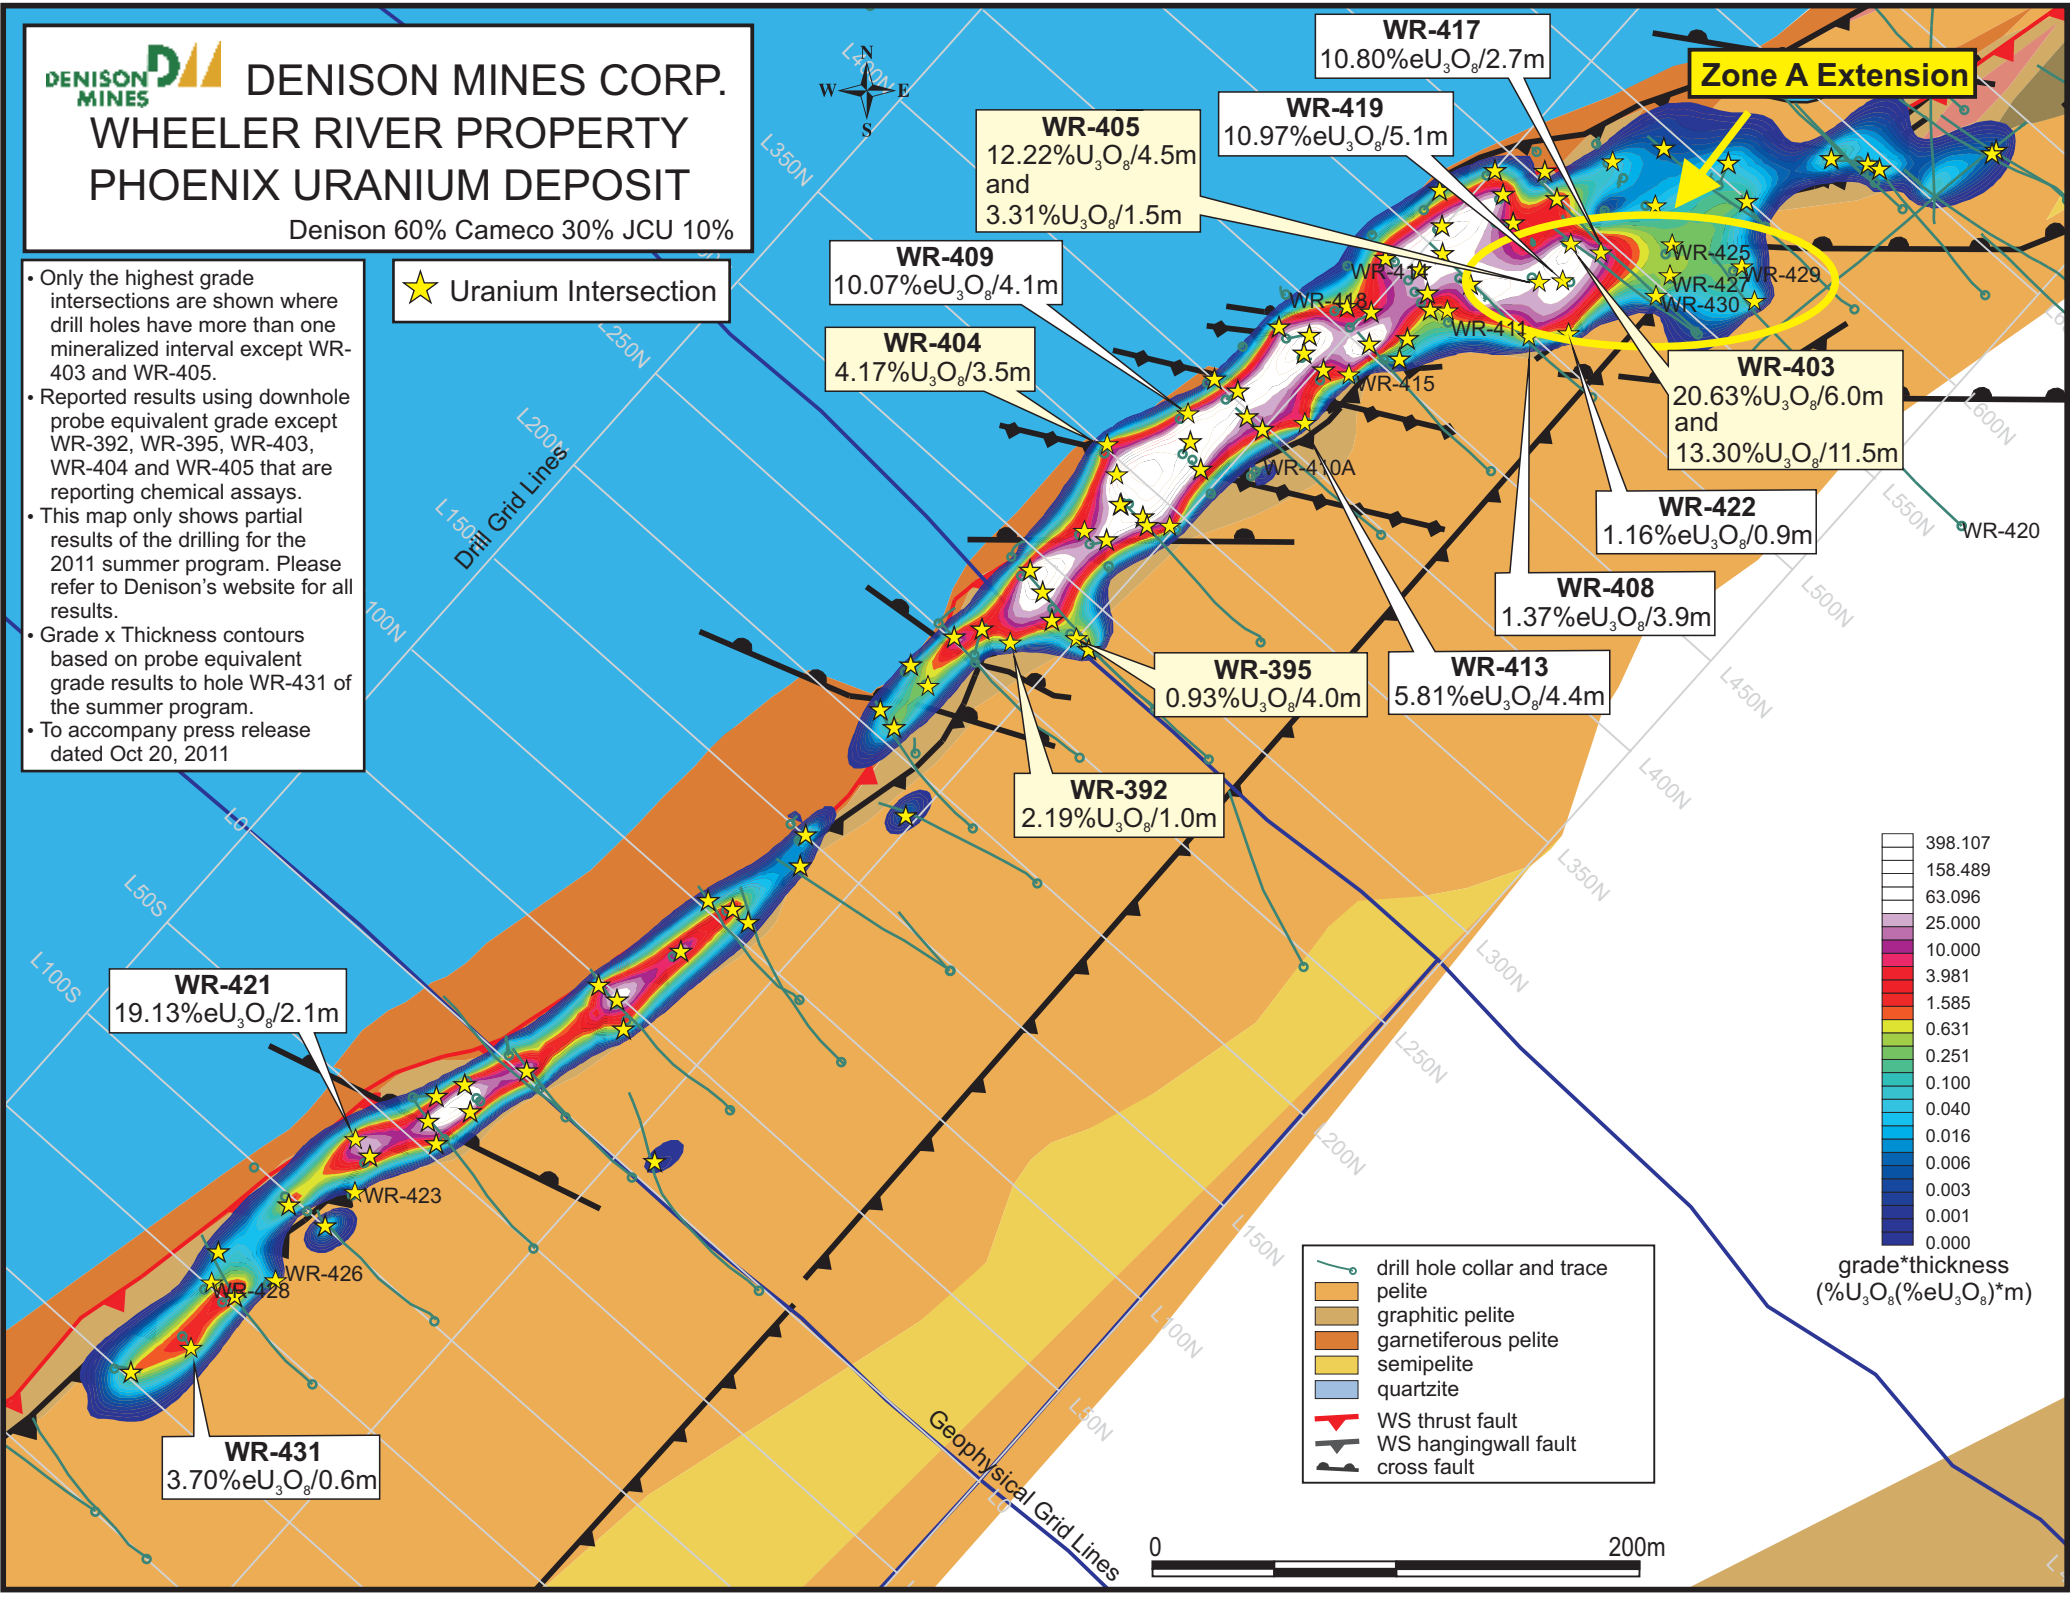 DENISON
MINES
DENISON MINES CORP.
WHEELER RIVER PROPERTY
PHOENIX URANIUM DEPOSIT
Denison 60% Cameco 30% JCU 10%
• Only the highest grade
intersections are shown where
drill holes have more than one
mineralized interval except WR-
403 and WR-405.
• Reported results using downhole
probe equivalent grade except
WR-392, WR-395, WR-403,
WR-404 and WR-405 that are
reporting chemical assays.
• This map only shows partial
results of the drilling for the
2011 summer program. Please
refer to Denison's website for all
results.
• Grade x Thickness contours
based on probe equivalent
grade results to hole WR-431 of
the summer program.
• To accompany press release
dated Oct 20, 2011
Uranium Intersection
N
W E
S
Zone A Extension
WR-417
10.80%eU₃O₈/2.7m
WR-419
10.97%eU₃O₈/5.1m
WR-405
12.22%U₃O₈/4.5m
and
3.31%U₃O₈/1.5m
WR-409
10.07%eU₃O₈/4.1m
WR-404
4.17%U₃O₈/3.5m
WR-403
20.63%U₃O₈/6.0m
and
13.30%U₃O₈/11.5m
WR-422
1.16%eU₃O₈/0.9m
WR-408
1.37%eU₃O₈/3.9m
WR-413
5.81%eU₃O₈/4.4m
WR-395
0.93%U₃O₈/4.0m
WR-392
2.19%U₃O₈/1.0m
WR-421
19.13%eU₃O₈/2.1m
WR-431
3.70%eU₃O₈/0.6m
WR-425
WR-429
WR-427
WR-430
WR-414
WR-418
WR-411
WR-415
WR-410A
WR-420
WR-423
WR-426
WR-428
L400N
L350N
L250N
L200N
L150N
100N
L0
L50S
L100S
Drill Grid Lines
L600N
L550N
L500N
L450N
L400N
L350N
L300N
L250N
L200N
L150N
L100N
L50N
L0
Geophysical Grid Lines
398.107
158.489
63.096
25.000
10.000
3.981
1.585
0.631
0.251
0.100
0.040
0.016
0.006
0.003
0.001
0.000
grade*thickness
(%U₃O₈(%eU₃O₈)*m)
drill hole collar and trace
pelite
graphitic pelite
garnetiferous pelite
semipelite
quartzite
WS thrust fault
WS hangingwall fault
cross fault
0 200m